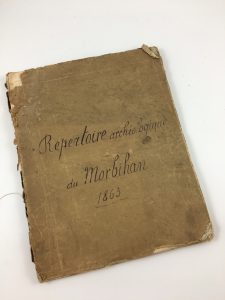 Repertoire archéologique
du Morbihan
1863